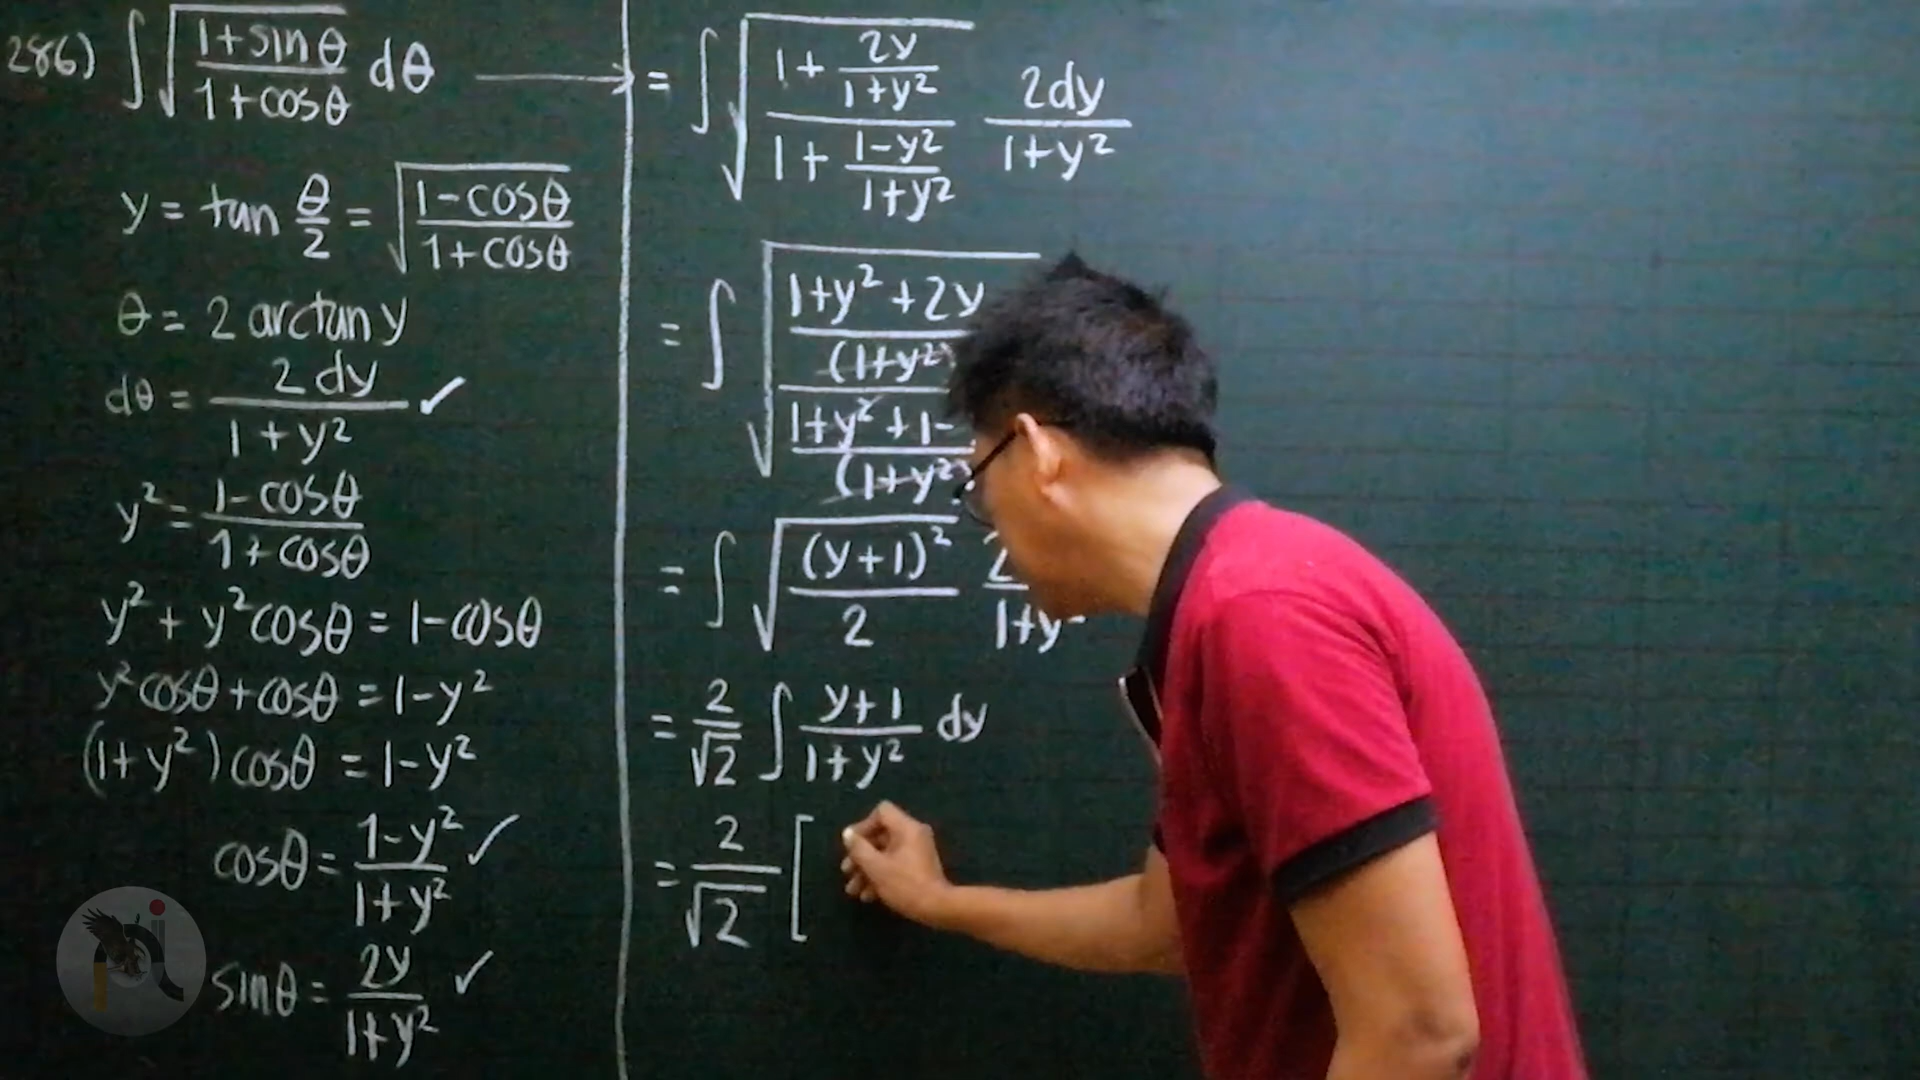 286) ∫√((1+sinθ)/(1+cosθ)) dθ
y = tan θ/2 = √((1-cosθ)/(1+cosθ))
θ = 2 arctan y
dθ = 2dy/(1+y²) ✓
y² = (1-cosθ)/(1+cosθ)
y² + y²cosθ = 1-cosθ
y²cosθ+cosθ = 1-y²
(1+y²)cosθ = 1-y²
cosθ = (1-y²)/(1+y²) ✓
sinθ = 2y/(1+y²) ✓
= ∫√((1+2y/(1+y²))/(1+(1-y²)/(1+y²))) 2dy/(1+y²)
= ∫√(((1+y²+2y)/(1+y²))/((1+y²+1-)/(1+y²)))
= ∫√((y+1)²/2) 2/(1+y
= 2/√2 ∫(y+1)/(1+y²) dy
= 2/√2 [